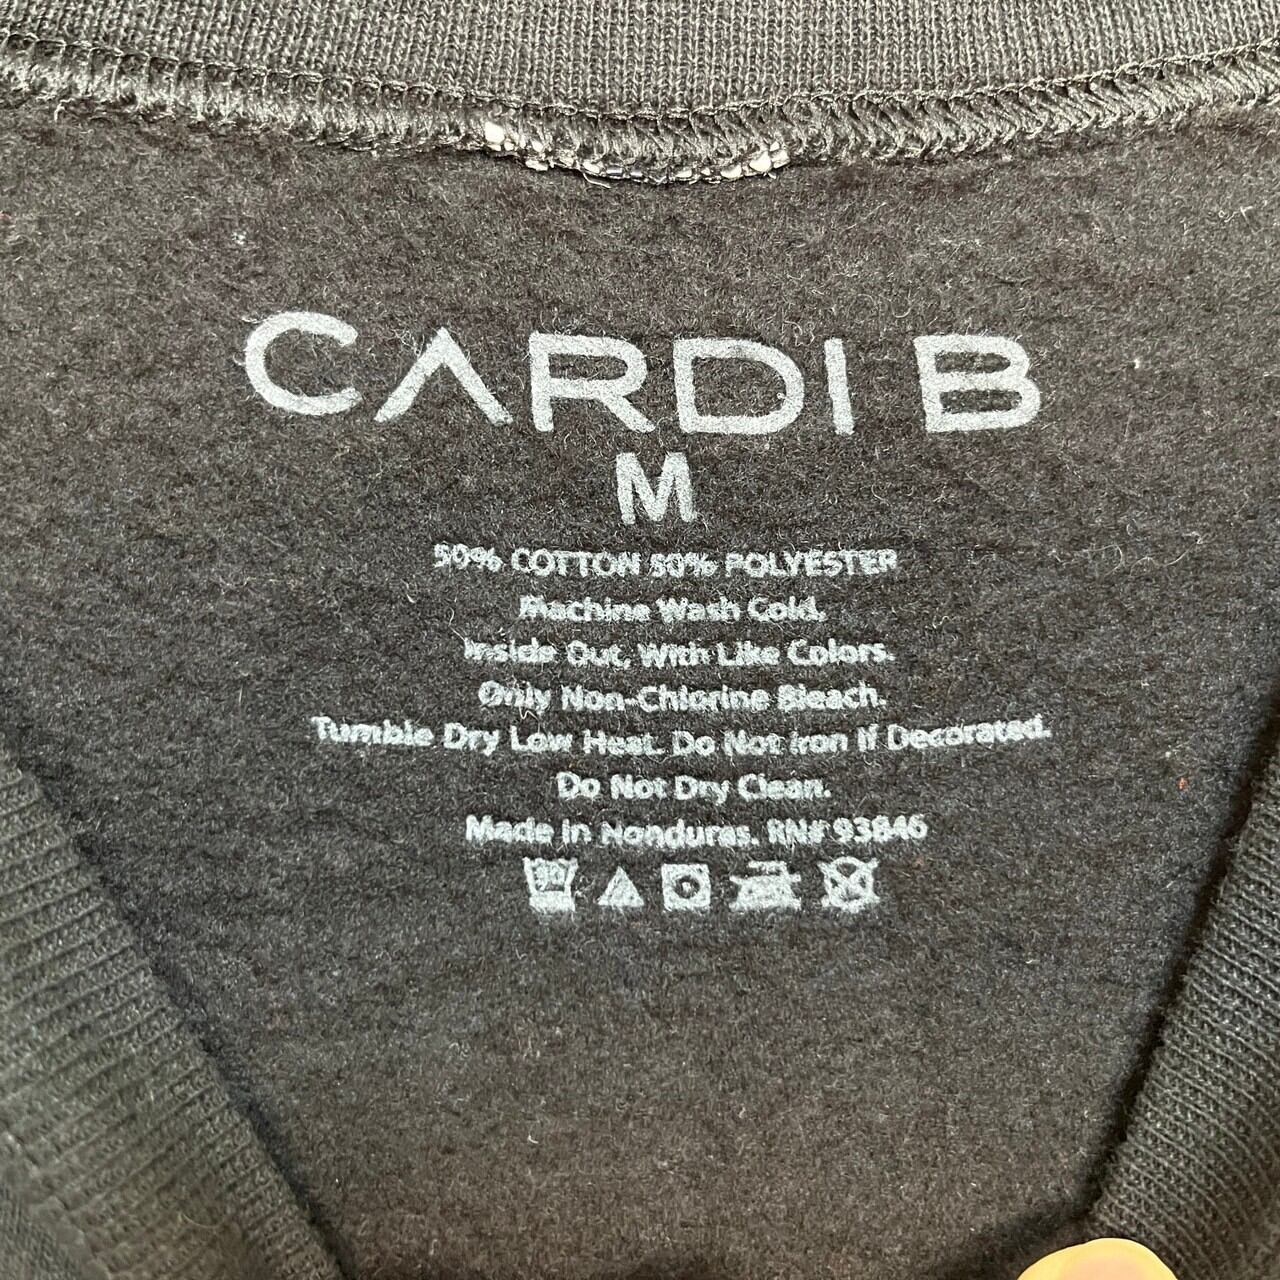 CARDI B
M
50% COTTON 50% POLYESTER
Machine Wash Cold,
Inside Out, With Like Colors.
Only Non-Chlorine Bleach.
Tumble Dry Low Heat. Do Not Iron If Decorated.
Do Not Dry Clean.
Made in Honduras. RN# 93846
30